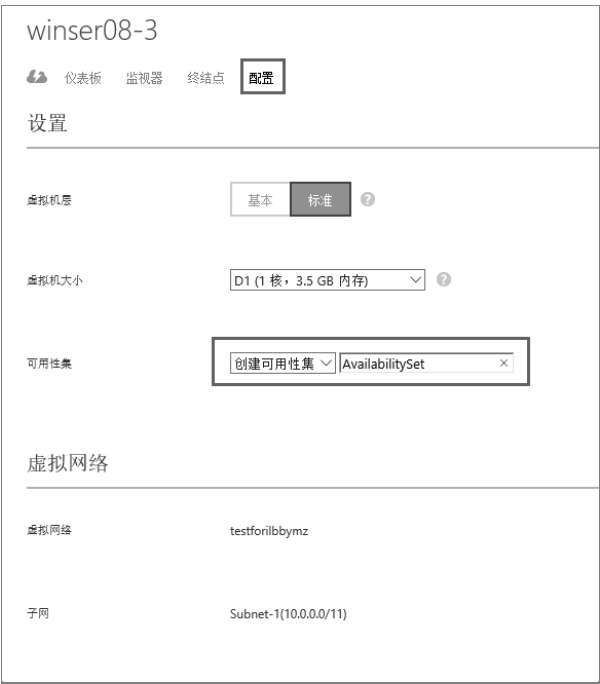 winser08-3
仪表板 监视器 终结点 配置
设置
虚拟机层 基本 标准 ?
虚拟机大小 D1 (1 核，3.5 GB 内存) ?
可用性集 创建可用性集 AvailabilitySet ×
虚拟网络
虚拟网络 testforilbbymz
子网 Subnet-1(10.0.0.0/11)